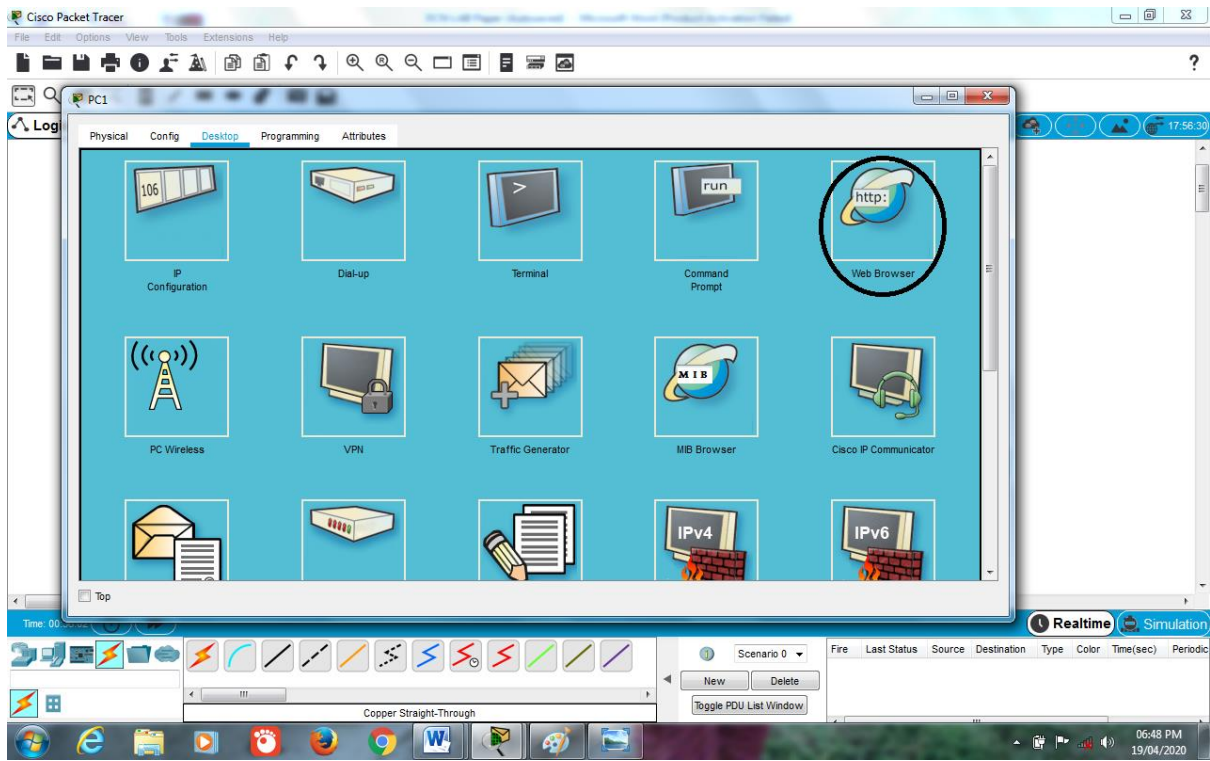 Cisco Packet Tracer
File Edit Options View Tools Extensions Help
?
PC1
Logi
17:56:30
Physical Config Desktop Programming Attributes
106
>
run
http:
IP Configuration
Dial-up
Terminal
Command Prompt
Web Browser
MIB
PC Wireless
VPN
Traffic Generator
MIB Browser
Cisco IP Communicator
IPv4
IPv6
Top
Time: 00:
Realtime
Simulation
Scenario 0
Fire Last Status Source Destination Type Color Time(sec) Periodic
New Delete
Toggle PDU List Window
Copper Straight-Through
06:48 PM
19/04/2020